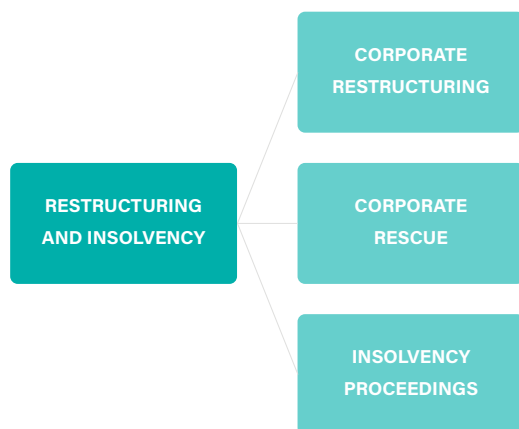 CORPORATE
RESTRUCTURING
RESTRUCTURING
AND INSOLVENCY
CORPORATE
RESCUE
INSOLVENCY
PROCEEDINGS